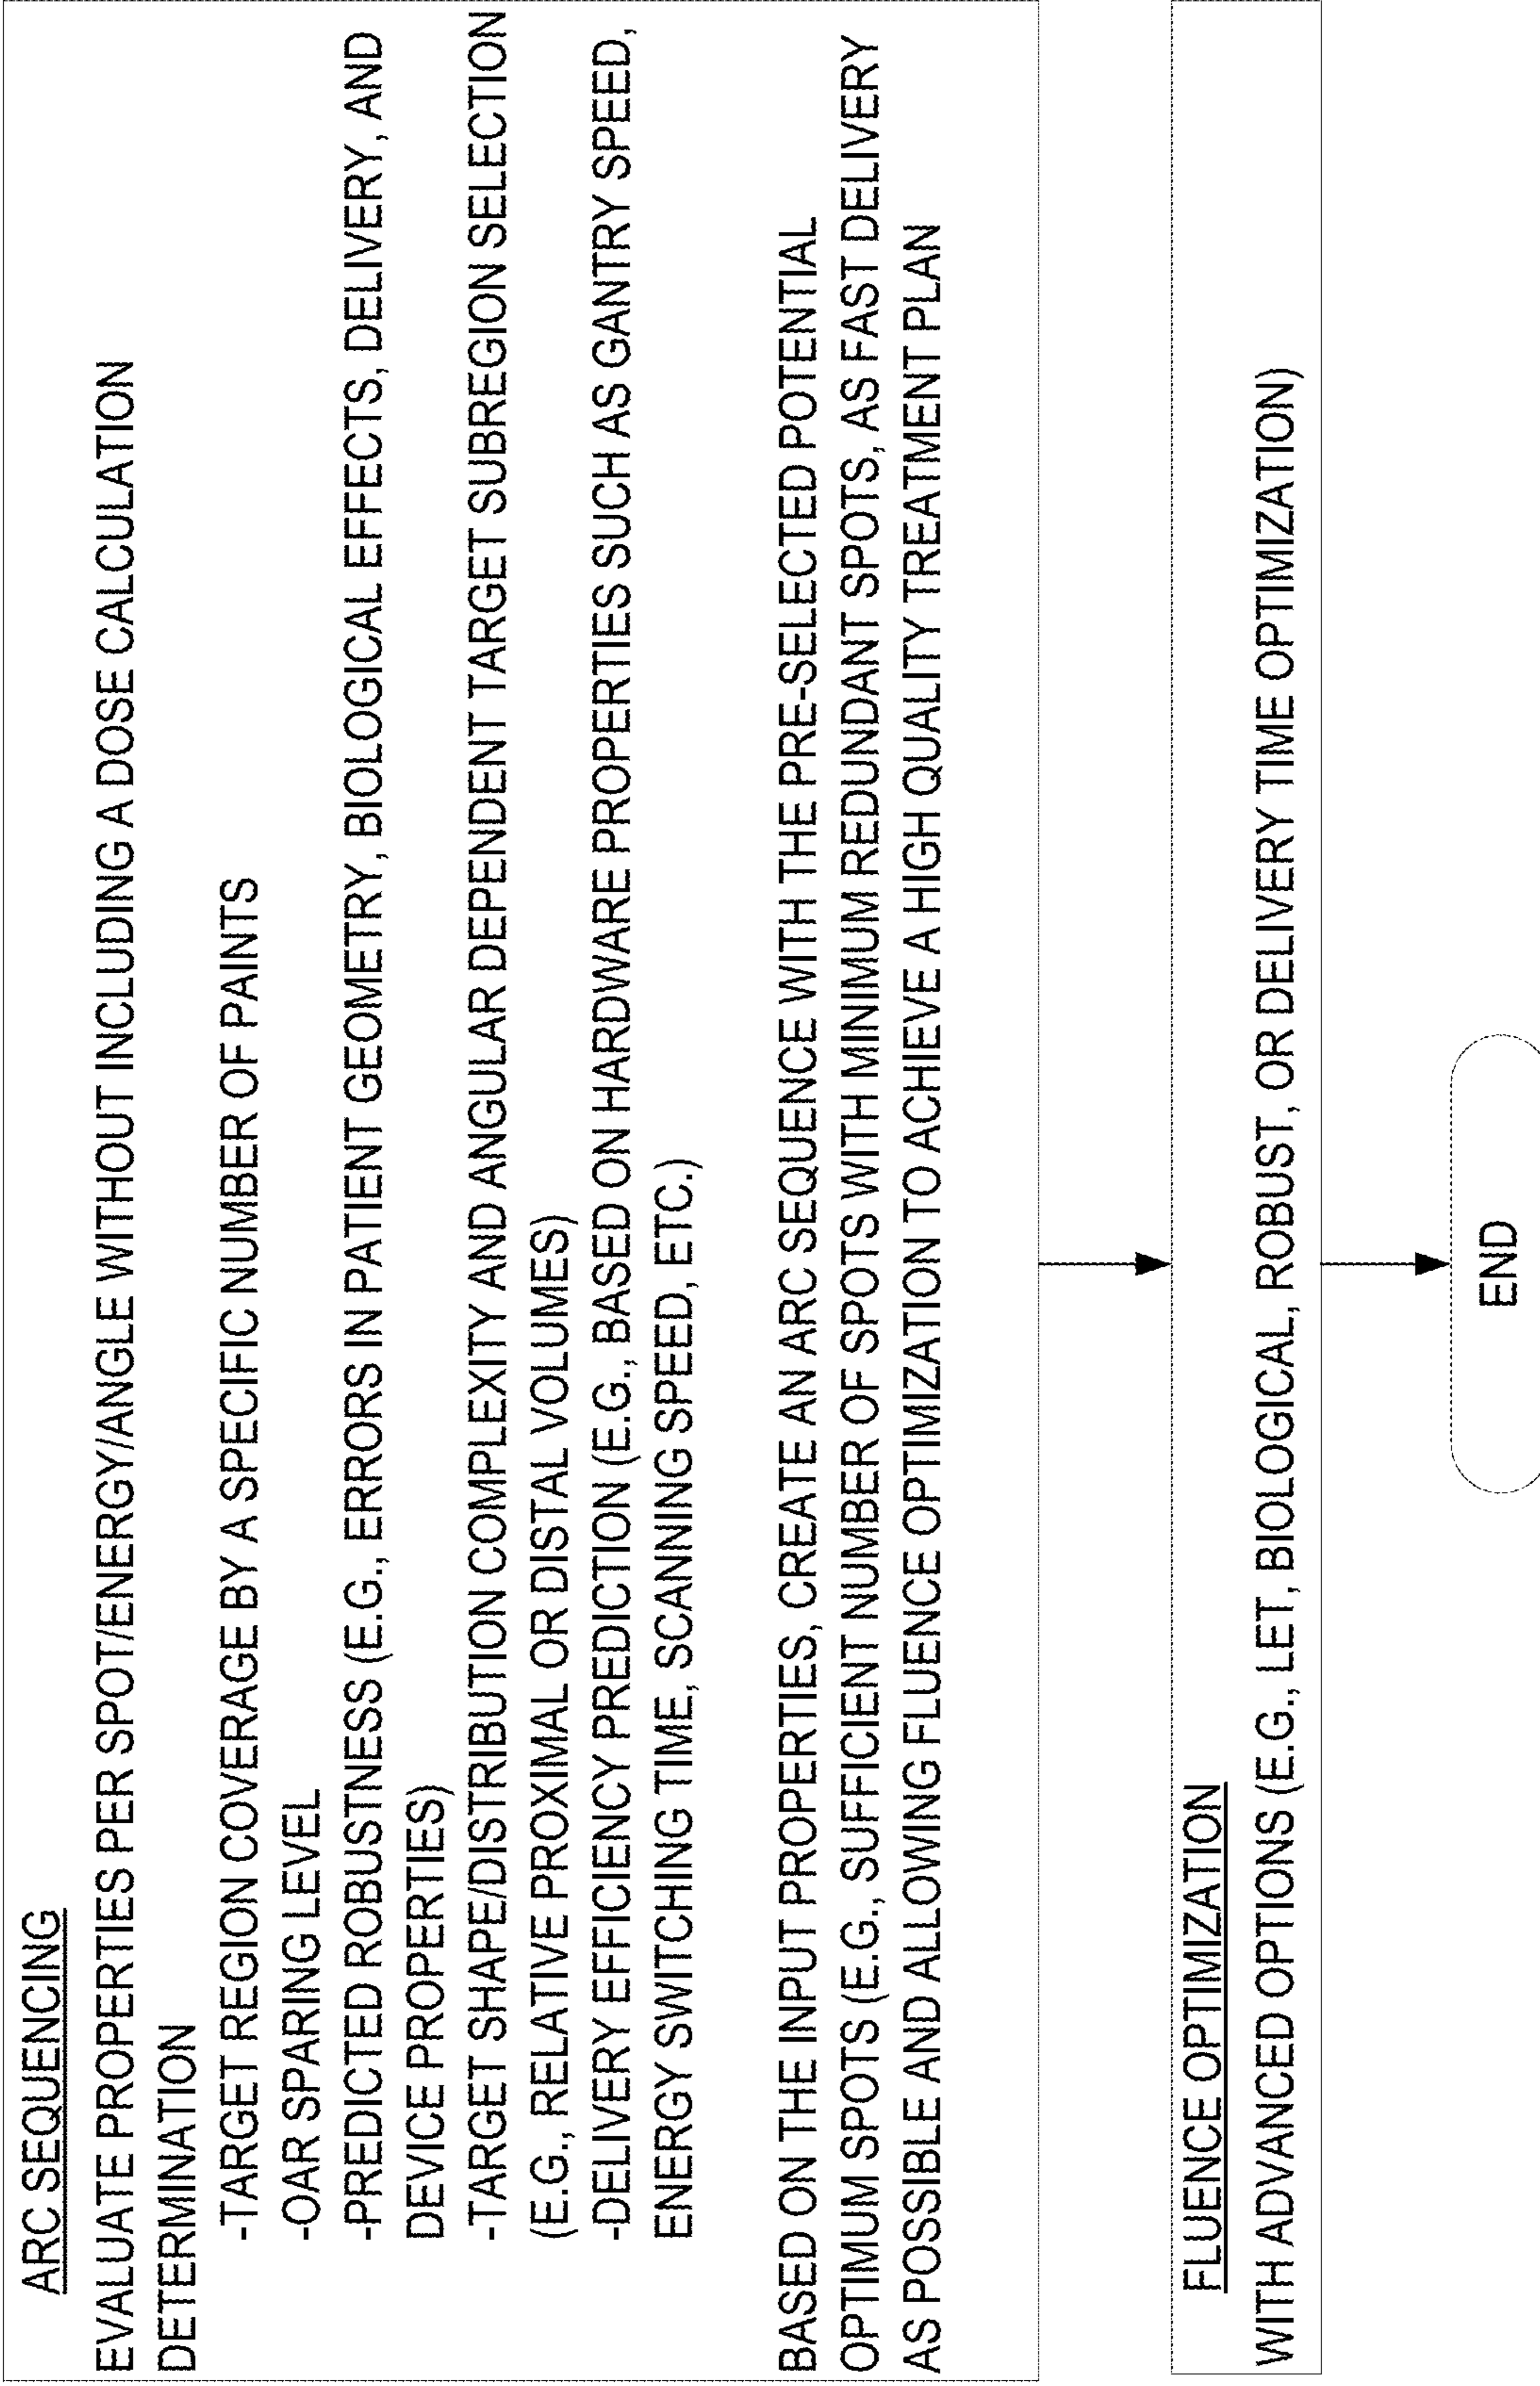 ARC SEQUENCING
EVALUATE PROPERTIES PER SPOT/ENERGY/ANGLE WITHOUT INCLUDING A DOSE CALCULATION
DETERMINATION
-TARGET REGION COVERAGE BY A SPECIFIC NUMBER OF PAINTS
-OAR SPARING LEVEL
-PREDICTED ROBUSTNESS (E.G., ERRORS IN PATIENT GEOMETRY, BIOLOGICAL EFFECTS, DELIVERY, AND
DEVICE PROPERTIES)
-TARGET SHAPE/DISTRIBUTION COMPLEXITY AND ANGULAR DEPENDENT TARGET SUBREGION SELECTION
(E.G., RELATIVE PROXIMAL OR DISTAL VOLUMES)
-DELIVERY EFFICIENCY PREDICTION (E.G., BASED ON HARDWARE PROPERTIES SUCH AS GANTRY SPEED,
ENERGY SWITCHING TIME, SCANNING SPEED, ETC.)
BASED ON THE INPUT PROPERTIES, CREATE AN ARC SEQUENCE WITH THE PRE-SELECTED POTENTIAL
OPTIMUM SPOTS (E.G., SUFFICIENT NUMBER OF SPOTS WITH MINIMUM REDUNDANT SPOTS, AS FAST DELIVERY
AS POSSIBLE AND ALLOWING FLUENCE OPTIMIZATION TO ACHIEVE A HIGH QUALITY TREATMENT PLAN
FLUENCE OPTIMIZATION
WITH ADVANCED OPTIONS (E.G., LET, BIOLOGICAL, ROBUST, OR DELIVERY TIME OPTIMIZATION)
END